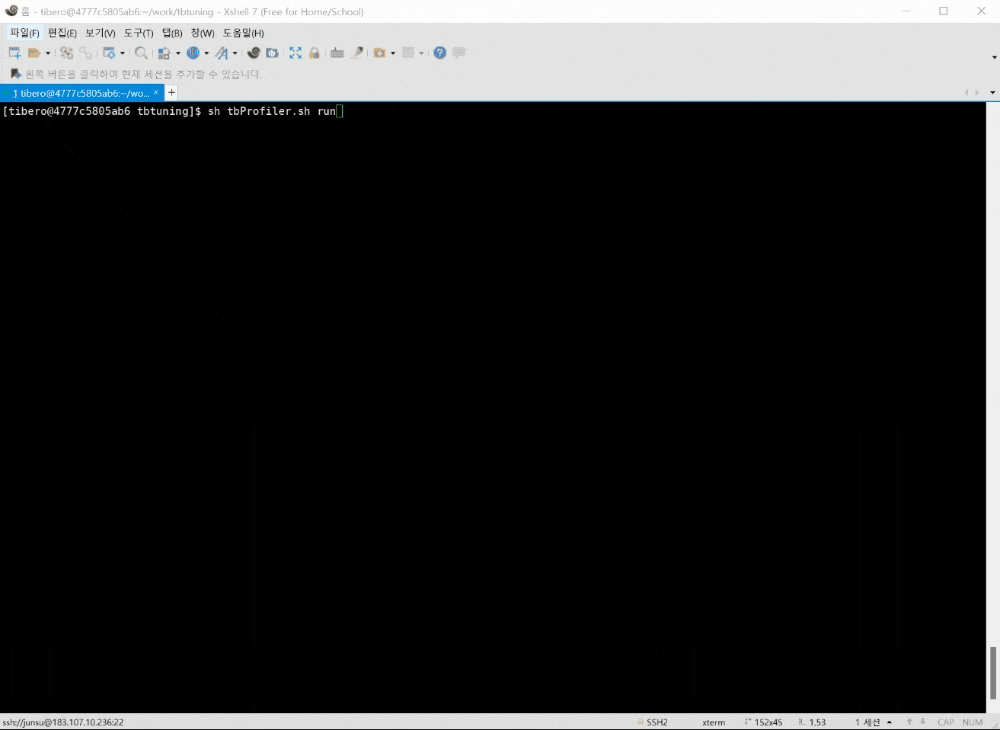 홈 - tibero@4777c5805ab6:~/work/tbtuning - Xshell 7 (Free for Home/School)
파일(F) 편집(E) 보기(V) 도구(T) 탭(B) 창(W) 도움말(H)
왼쪽 버튼을 클릭하여 현재 세션을 추가할 수 있습니다.
1 tibero@4777c5805ab6:~/wo... × +
[tibero@4777c5805ab6 tbtuning]$ sh tbProfiler.sh run
ssh://junsu@183.107.10.236:22 SSH2 xterm 152x45 1,53 1 세션 CAP NUM